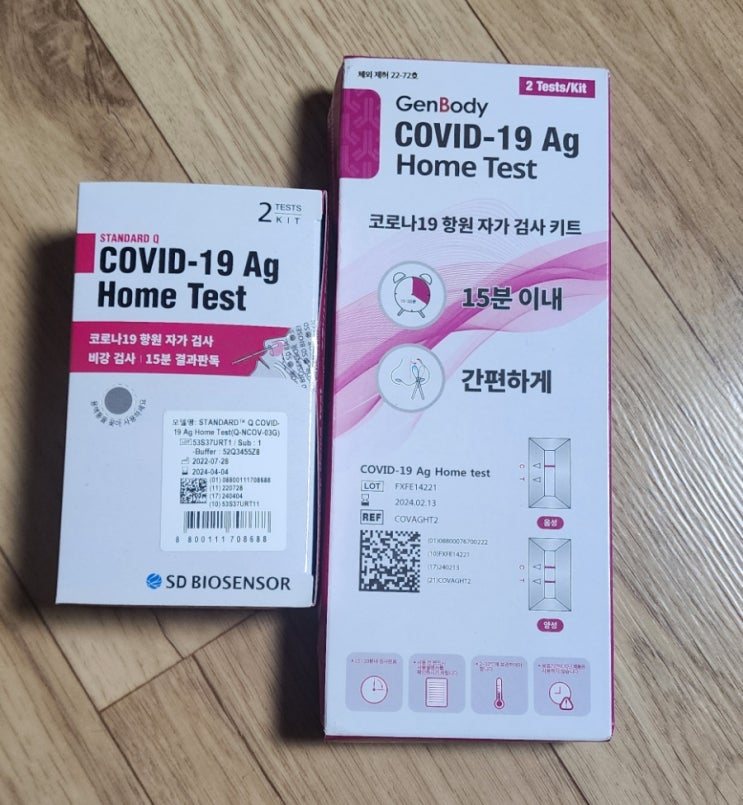 2 TESTS
KIT
STANDARD Q
COVID-19 Ag
Home Test
코로나19 항원 자가 검사
비강 검사 | 15분 결과판독
모델명: STANDARD™ Q COVID-
19 Ag Home Test(Q-NCOV-03G)
REF 53S37URT1 / Sub : 1
-Buffer : 52Q3455Z8
2022-07-28
2024-04-04
(01) 08800111708688
(11) 220728
(17) 240404
(10) 53S37URT11
8 800111 708688
SD BIOSENSOR
체외 제허 22-72호
2 Tests/Kit
GenBody
COVID-19 Ag
Home Test
코로나19 항원 자가 검사 키트
15분 이내
간편하게
COVID-19 Ag Home test
LOT FXFE14221
2024.02.13
REF COVAGHT2
(01)08800076700222
(10)FXFE14221
(17)240213
(21)COVAGHT2
C
T
음성
C
T
양성